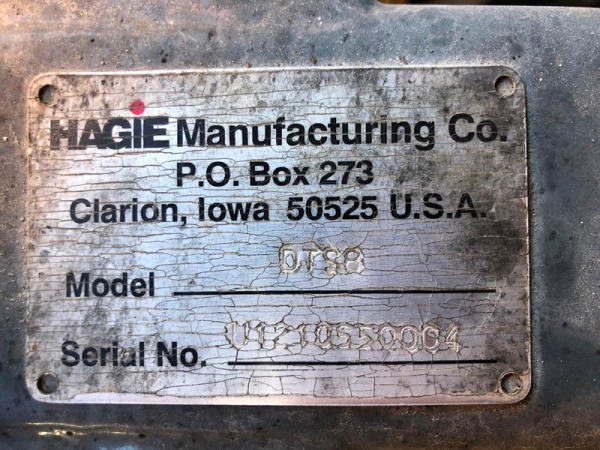 HAGIE Manufacturing Co.
P.O. Box 273
Clarion, Iowa 50525 U.S.A.
Model DTS8
Serial No.